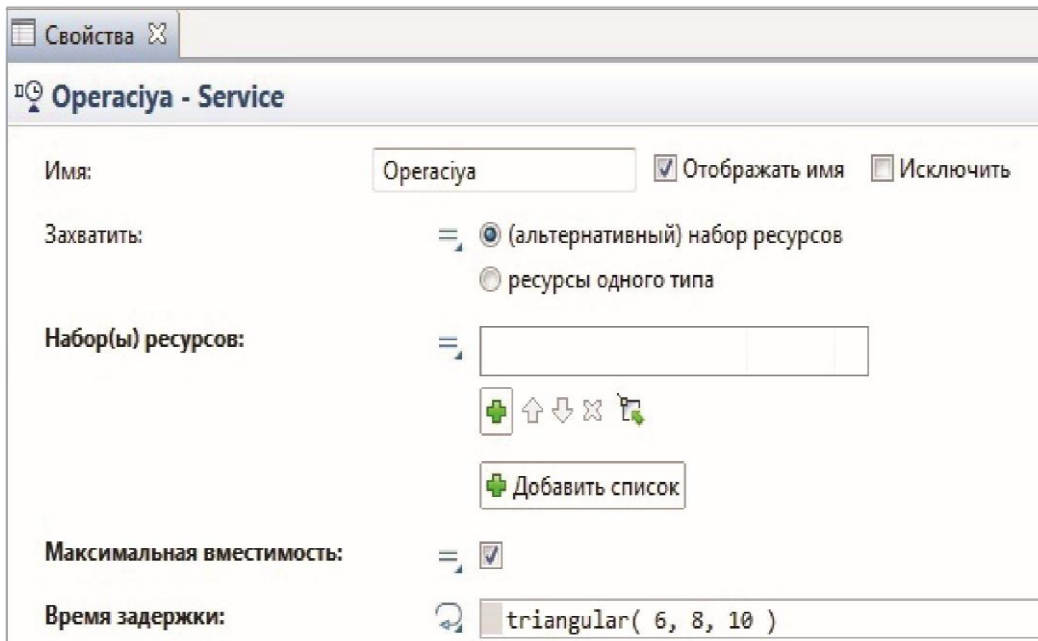 Свойства
Operaciya - Service
Имя: Operaciya Отображать имя Исключить
Захватить: (альтернативный) набор ресурсов
ресурсы одного типа
Набор(ы) ресурсов:
Добавить список
Максимальная вместимость:
Время задержки: triangular( 6, 8, 10 )